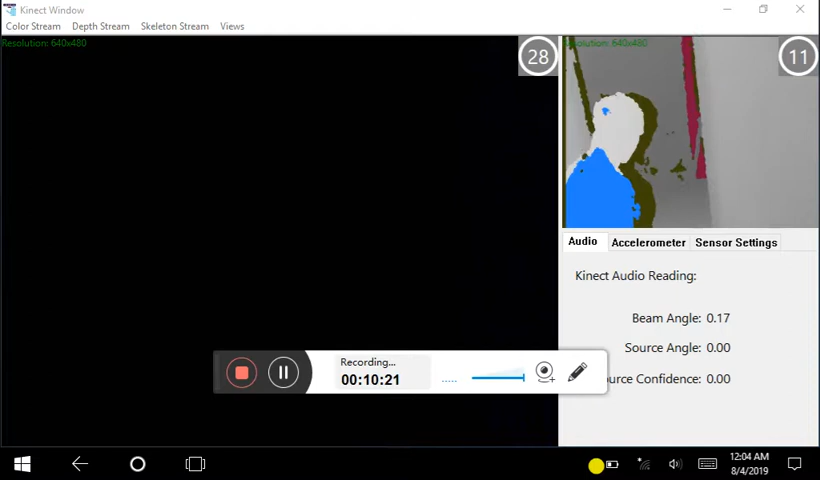 Kinect Window
Color Stream Depth Stream Skeleton Stream Views
Resolution: 640x480
28
Resolution: 640x480
11
Audio Accelerometer Sensor Settings
Kinect Audio Reading:
Beam Angle: 0.17
Source Angle: 0.00
ource Confidence: 0.00
Recording...
00:10:21
12:04 AM
8/4/2019